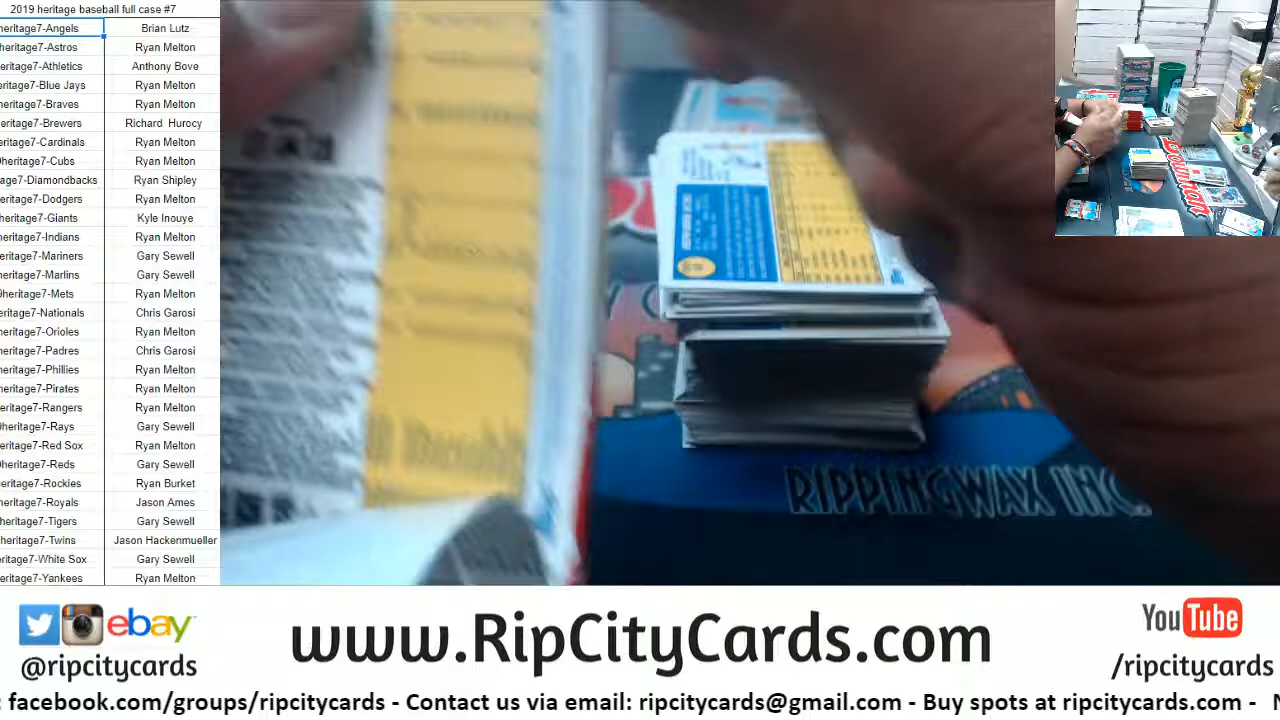 2019 heritage baseball full case #7
heritage7-Angels Brian Lutz
heritage7-Astros Ryan Melton
heritage7-Athletics Anthony Bove
heritage7-Blue Jays Ryan Melton
heritage7-Braves Ryan Melton
heritage7-Brewers Richard Hurocy
heritage7-Cardinals Ryan Melton
9heritage7-Cubs Ryan Melton
tage7-Diamondbacks Ryan Shipley
heritage7-Dodgers Ryan Melton
heritage7-Giants Kyle Inouye
heritage7-Indians Ryan Melton
heritage7-Mariners Gary Sewell
heritage7-Marlins Gary Sewell
9heritage7-Mets Ryan Melton
heritage7-Nationals Chris Garosi
heritage7-Orioles Ryan Melton
heritage7-Padres Chris Garosi
heritage7-Phillies Ryan Melton
heritage7-Pirates Ryan Melton
heritage7-Rangers Ryan Melton
9heritage7-Rays Gary Sewell
heritage7-Red Sox Ryan Melton
9heritage7-Reds Gary Sewell
heritage7-Rockies Ryan Burket
heritage7-Royals Jason Ames
heritage7-Tigers Gary Sewell
heritage7-Twins Jason Hackenmueller
eritage7-White Sox Gary Sewell
heritage7-Yankees Ryan Melton
RIPPINGWAX INC.
Bowman
ebay
@ripcitycards
www.RipCityCards.com
YouTube
/ripcitycards
: facebook.com/groups/ripcitycards - Contact us via email: ripcitycards@gmail.com - Buy spots at ripcitycards.com - N